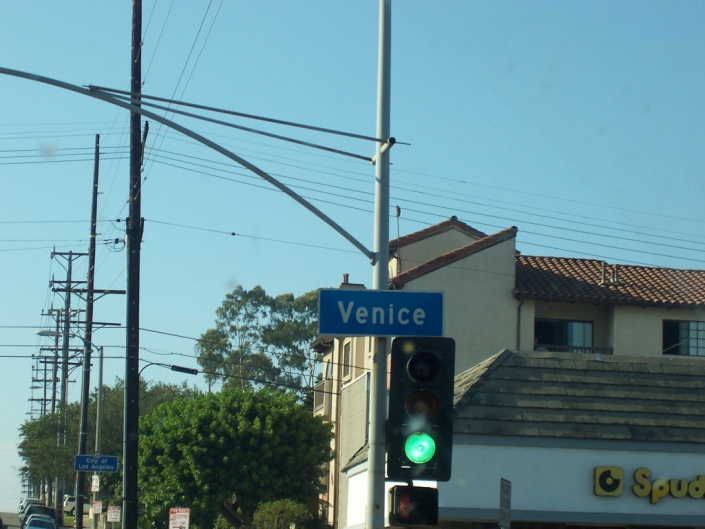 Venice
City of
Los Angeles
Spud